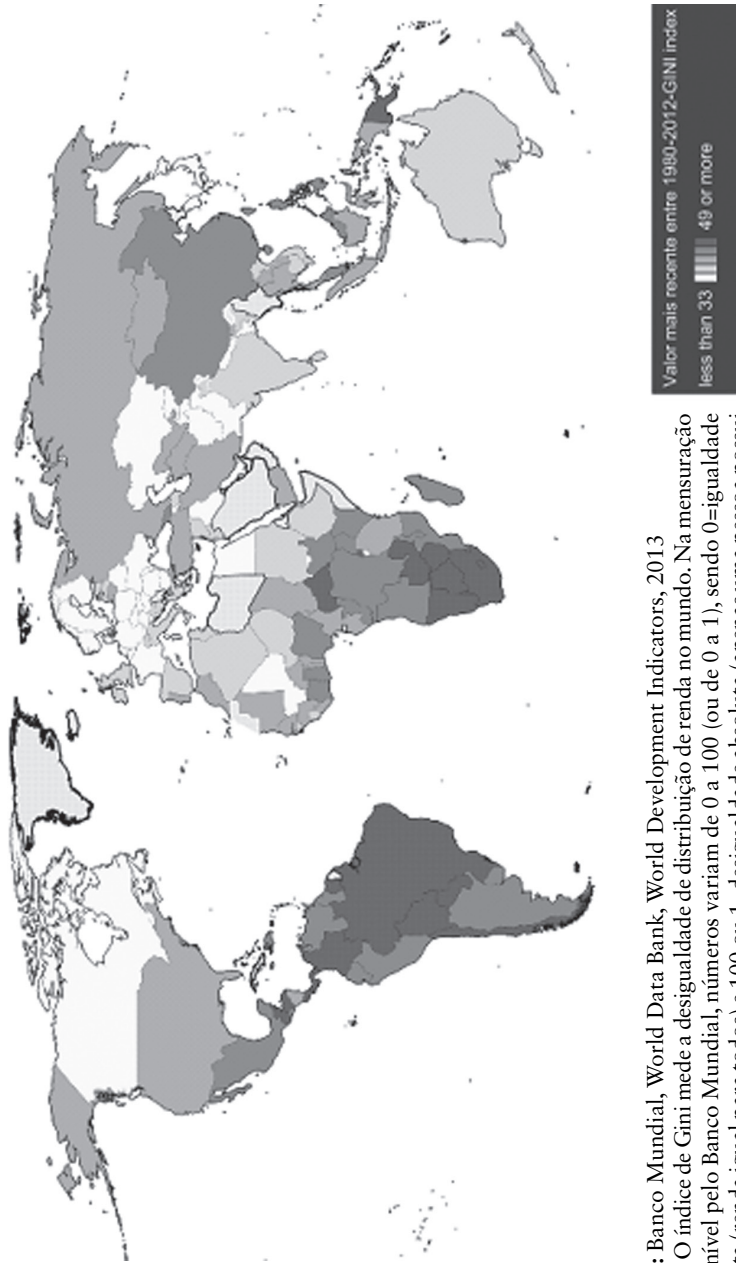 Valor mais recente entre 1980-2012-GINI index
less than 33 49 or more
: Banco Mundial, World Data Bank, World Development Indicators, 2013
O índice de Gini mede a desigualdade de distribuição de renda no mundo. Na mensuração
nível pelo Banco Mundial, números variam de 0 a 100 (ou de 0 a 1), sendo 0=igualdade